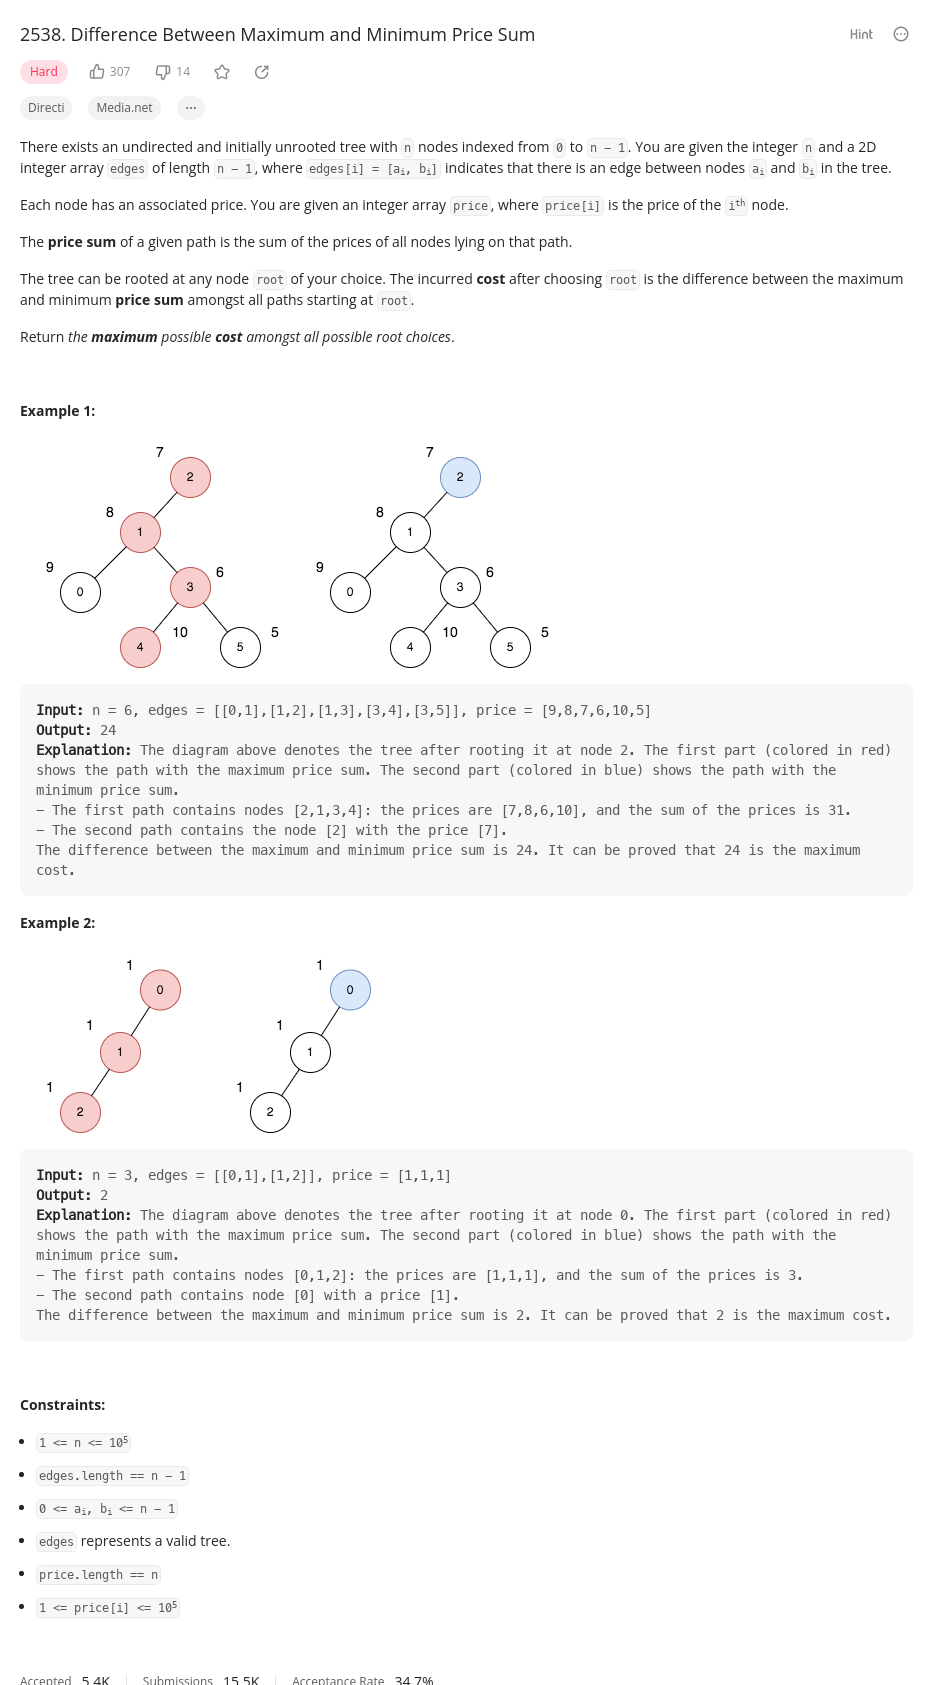 2538. Difference Between Maximum and Minimum Price Sum
Hint
Hard 307 14
Directi Media.net ...
There exists an undirected and initially unrooted tree with n nodes indexed from 0 to n - 1. You are given the integer n and a 2D
integer array edges of length n - 1, where edges[i] = [aᵢ, bᵢ] indicates that there is an edge between nodes aᵢ and bᵢ in the tree.
Each node has an associated price. You are given an integer array price, where price[i] is the price of the iᵗʰ node.
The price sum of a given path is the sum of the prices of all nodes lying on that path.
The tree can be rooted at any node root of your choice. The incurred cost after choosing root is the difference between the maximum
and minimum price sum amongst all paths starting at root.
Return the maximum possible cost amongst all possible root choices.
Example 1:
7 7
2 2
8 8
1 1
9 6 9 6
0 3 0 3
10 5 10 5
4 5 4 5
Input: n = 6, edges = [[0,1],[1,2],[1,3],[3,4],[3,5]], price = [9,8,7,6,10,5]
Output: 24
Explanation: The diagram above denotes the tree after rooting it at node 2. The first part (colored in red)
shows the path with the maximum price sum. The second part (colored in blue) shows the path with the
minimum price sum.
- The first path contains nodes [2,1,3,4]: the prices are [7,8,6,10], and the sum of the prices is 31.
- The second path contains the node [2] with the price [7].
The difference between the maximum and minimum price sum is 24. It can be proved that 24 is the maximum
cost.
Example 2:
1 1
0 0
1 1
1 1
1 1
2 2
Input: n = 3, edges = [[0,1],[1,2]], price = [1,1,1]
Output: 2
Explanation: The diagram above denotes the tree after rooting it at node 0. The first part (colored in red)
shows the path with the maximum price sum. The second part (colored in blue) shows the path with the
minimum price sum.
- The first path contains nodes [0,1,2]: the prices are [1,1,1], and the sum of the prices is 3.
- The second path contains node [0] with a price [1].
The difference between the maximum and minimum price sum is 2. It can be proved that 2 is the maximum cost.
Constraints:
1 <= n <= 10⁵
edges.length == n - 1
0 <= aᵢ, bᵢ <= n - 1
edges represents a valid tree.
price.length == n
1 <= price[i] <= 10⁵
Accepted 5.4K Submissions 15.5K Acceptance Rate 34.7%